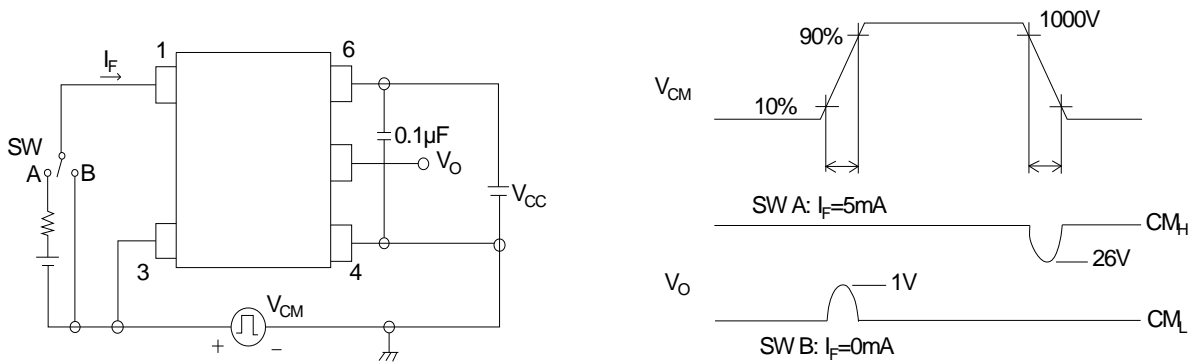 1
6
I_F
SW
A
B
0.1µF
V_O
V_CC
3
4
V_CM
+
−
90%
1000V
V_CM
10%
SW A: I_F=5mA
CM_H
26V
V_O
1V
CM_L
SW B: I_F=0mA